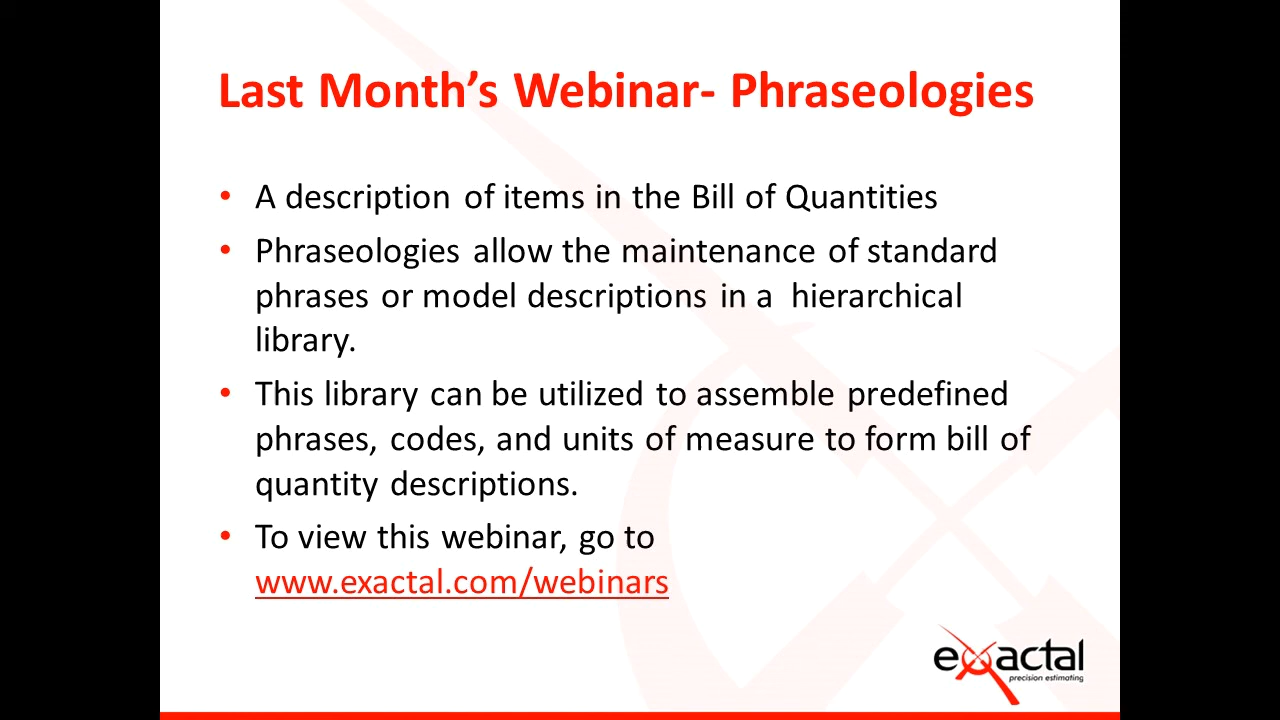 Last Month’s Webinar- Phraseologies
• A description of items in the Bill of Quantities
• Phraseologies allow the maintenance of standard
phrases or model descriptions in a hierarchical
library.
• This library can be utilized to assemble predefined
phrases, codes, and units of measure to form bill of
quantity descriptions.
• To view this webinar, go to
www.exactal.com/webinars
exactal
precision estimating